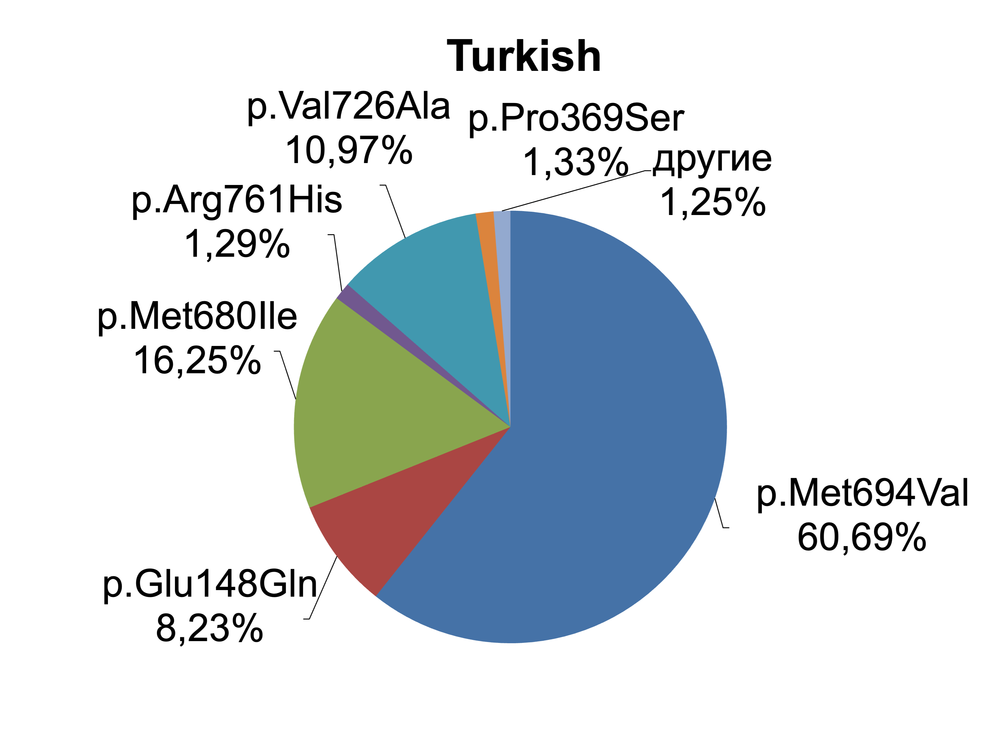 Turkish
p.Val726Ala
10,97%
p.Pro369Ser
1,33%
другие
1,25%
p.Arg761His
1,29%
p.Met680Ile
16,25%
p.Met694Val
60,69%
p.Glu148Gln
8,23%